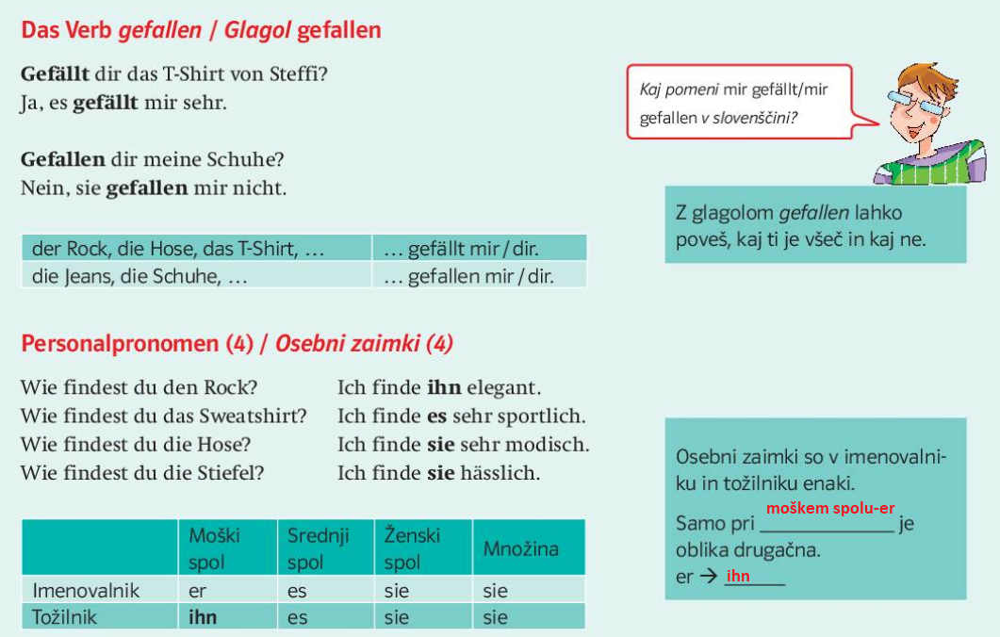 Das Verb gefallen / Glagol gefallen
Gefällt dir das T-Shirt von Steffi?
Ja, es gefällt mir sehr.
Gefallen dir meine Schuhe?
Nein, sie gefallen mir nicht.
Kaj pomeni mir gefällt/mir
gefallen v slovenščini?
Z glagolom gefallen lahko
poveš, kaj ti je všeč in kaj ne.
der Rock, die Hose, das T-Shirt, … … gefällt mir / dir.
die Jeans, die Schuhe, … … gefallen mir / dir.
Personalpronomen (4) / Osebni zaimki (4)
Wie findest du den Rock? Ich finde ihn elegant.
Wie findest du das Sweatshirt? Ich finde es sehr sportlich.
Wie findest du die Hose? Ich finde sie sehr modisch.
Wie findest du die Stiefel? Ich finde sie hässlich.
Moški spol Srednji spol Ženski spol Množina
Imenovalnik er es sie sie
Tožilnik ihn es sie sie
Osebni zaimki so v imenovalni-
ku in tožilniku enaki.
Samo pri moškem spolu-er je
oblika drugačna.
er → ihn